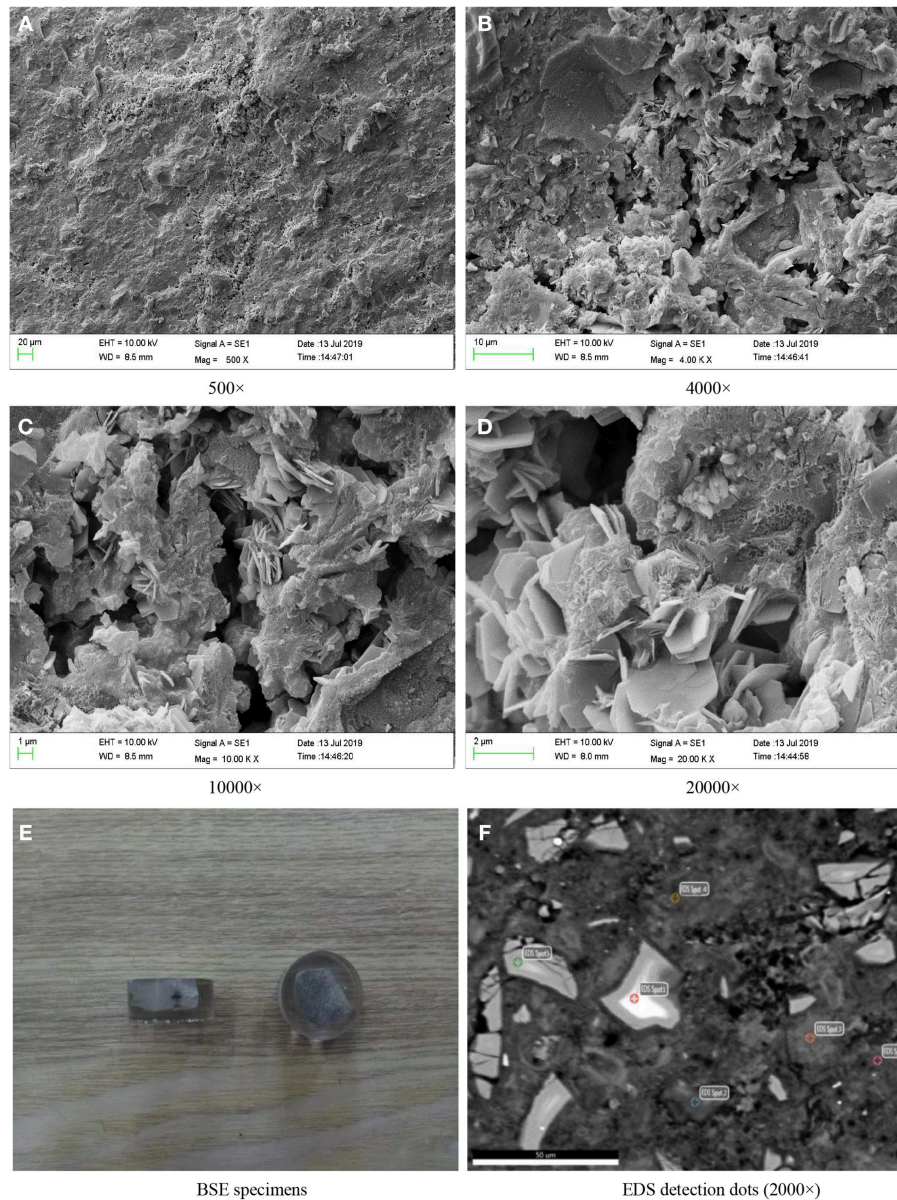 A
20 µm
EHT = 10.00 kV
WD = 8.5 mm
Signal A = SE1
Mag = 500 X
Date :13 Jul 2019
Time :14:47:01
500×
B
10 µm
EHT = 10.00 kV
WD = 8.5 mm
Signal A = SE1
Mag = 4.00 K X
Date :13 Jul 2019
Time :14:46:41
4000×
C
1 µm
EHT = 10.00 kV
WD = 8.5 mm
Signal A = SE1
Mag = 10.00 K X
Date :13 Jul 2019
Time :14:46:20
10000×
D
2 µm
EHT = 10.00 kV
WD = 8.0 mm
Signal A = SE1
Mag = 20.00 K X
Date :13 Jul 2019
Time :14:44:58
20000×
E
BSE specimens
F
EDS Spot 4
EDS Spot5
EDS Spot1
EDS Spot 3
EDS Spot 2
50 um
EDS detection dots (2000×)